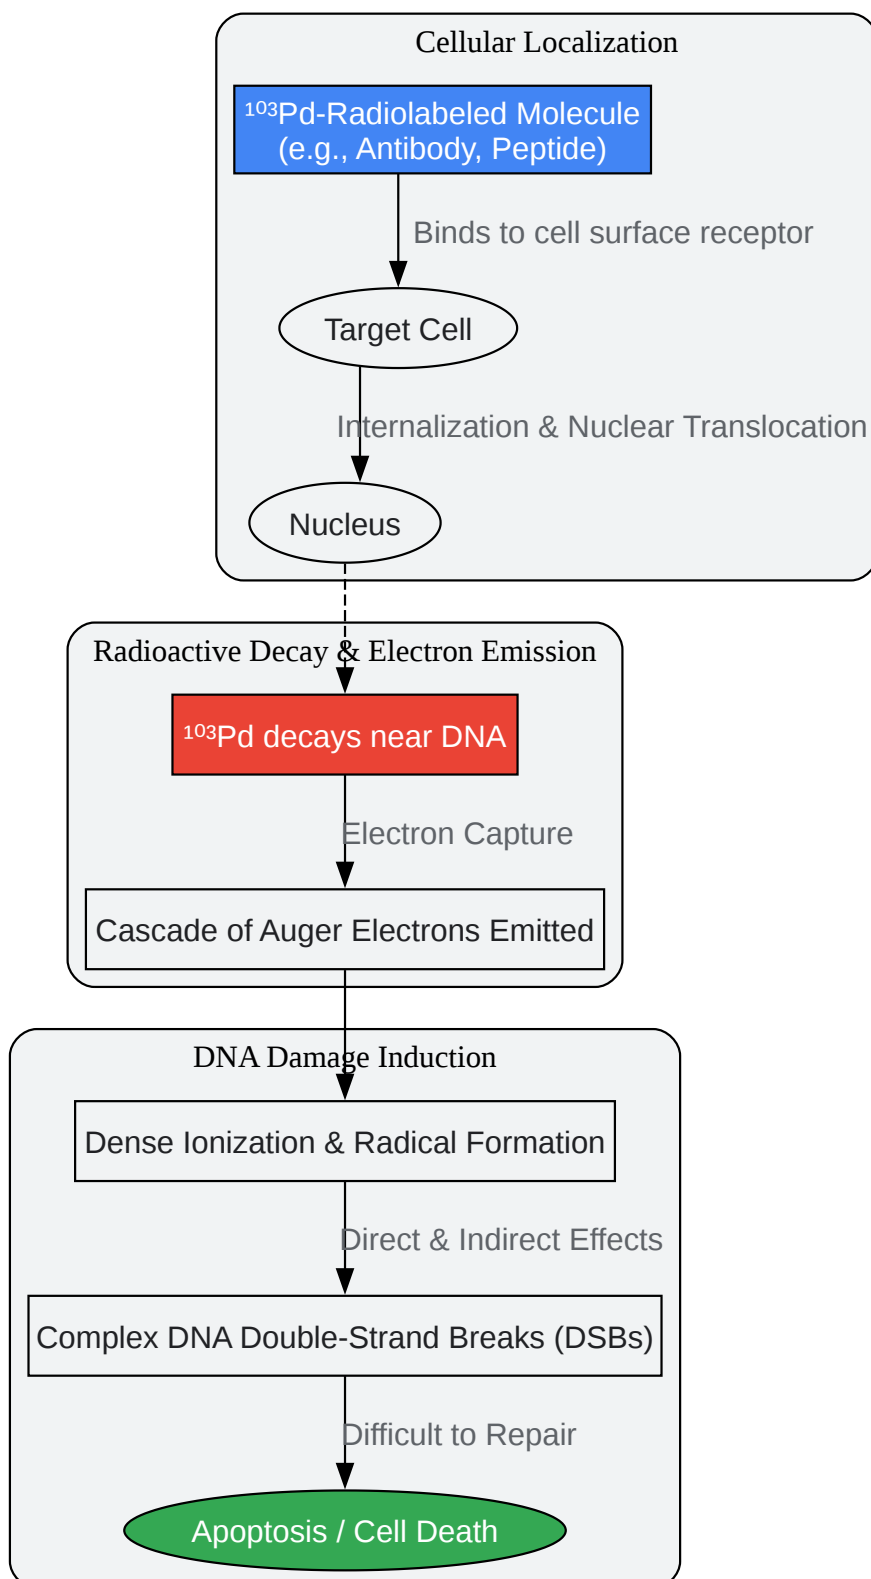 Cellular Localization
¹⁰³Pd-Radiolabeled Molecule
(e.g., Antibody, Peptide)
Binds to cell surface receptor
Target Cell
Internalization & Nuclear Translocation
Nucleus
Radioactive Decay & Electron Emission
¹⁰³Pd decays near DNA
Electron Capture
Cascade of Auger Electrons Emitted
DNA Damage Induction
Dense Ionization & Radical Formation
Direct & Indirect Effects
Complex DNA Double-Strand Breaks (DSBs)
Difficult to Repair
Apoptosis / Cell Death